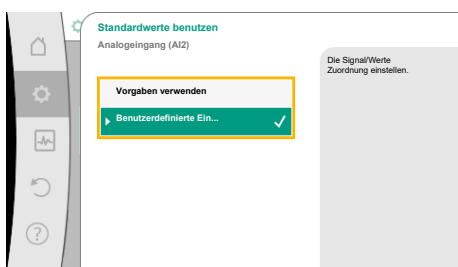 Standardwerte benutzen
Analogeingang (AI2)
Die Signal/Werte
Zuordnung einstellen.
Vorgaben verwenden
Benutzerdefinierte Ein...
?